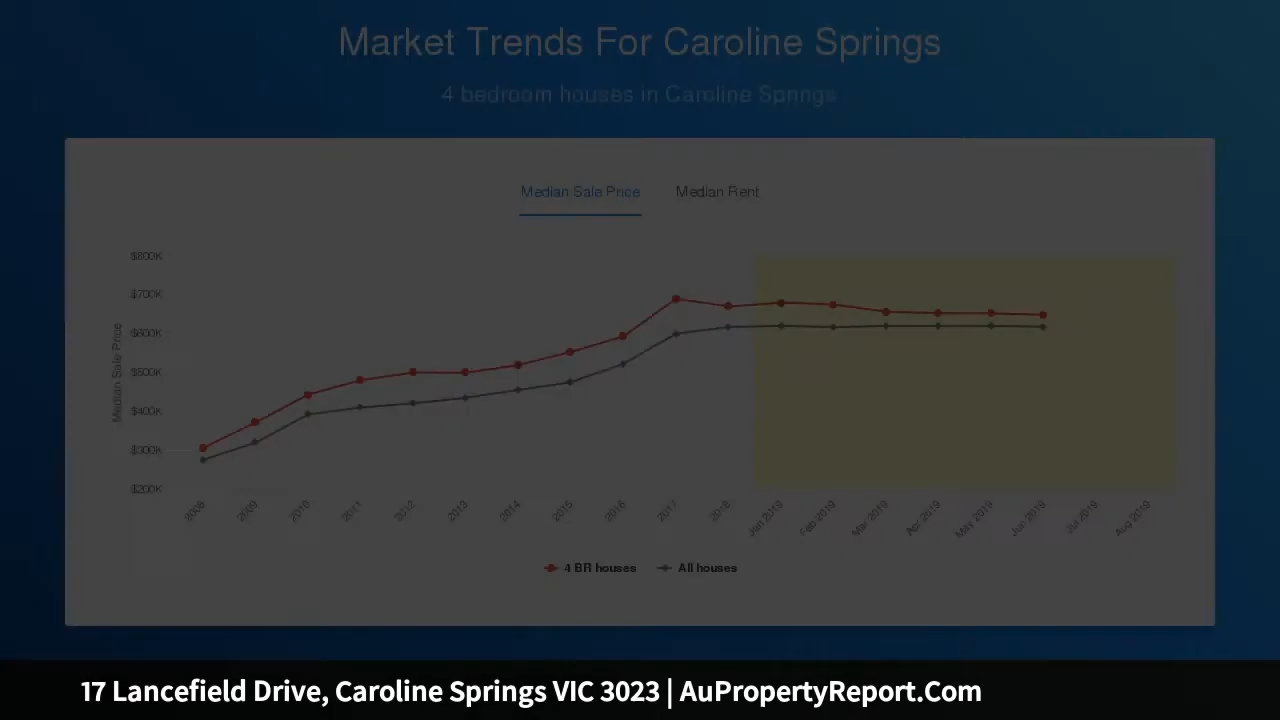 Market Trends For Caroline Springs
4 bedroom houses in Caroline Springs
Median Sale Price Median Rent
$800K
$700K
$600K
$500K
$400K
$300K
$200K
Median Sale Price
2008 2009 2010 2011 2012 2013 2014 2015 2016 2017 2018 Jan 2019 Feb 2019 Mar 2019 Apr 2019 May 2019 Jun 2019 Jul 2019 Aug 2019
4 BR houses All houses
17 Lancefield Drive, Caroline Springs VIC 3023 | AuPropertyReport.Com